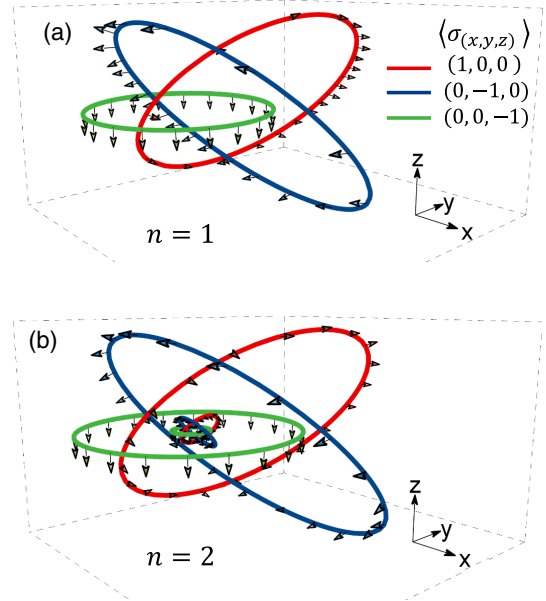 (a)
⟨σ(x,y,z)⟩
(1,0,0)
(0,−1,0)
(0,0,−1)
z
y
x
n = 1
(b)
z
y
x
n = 2